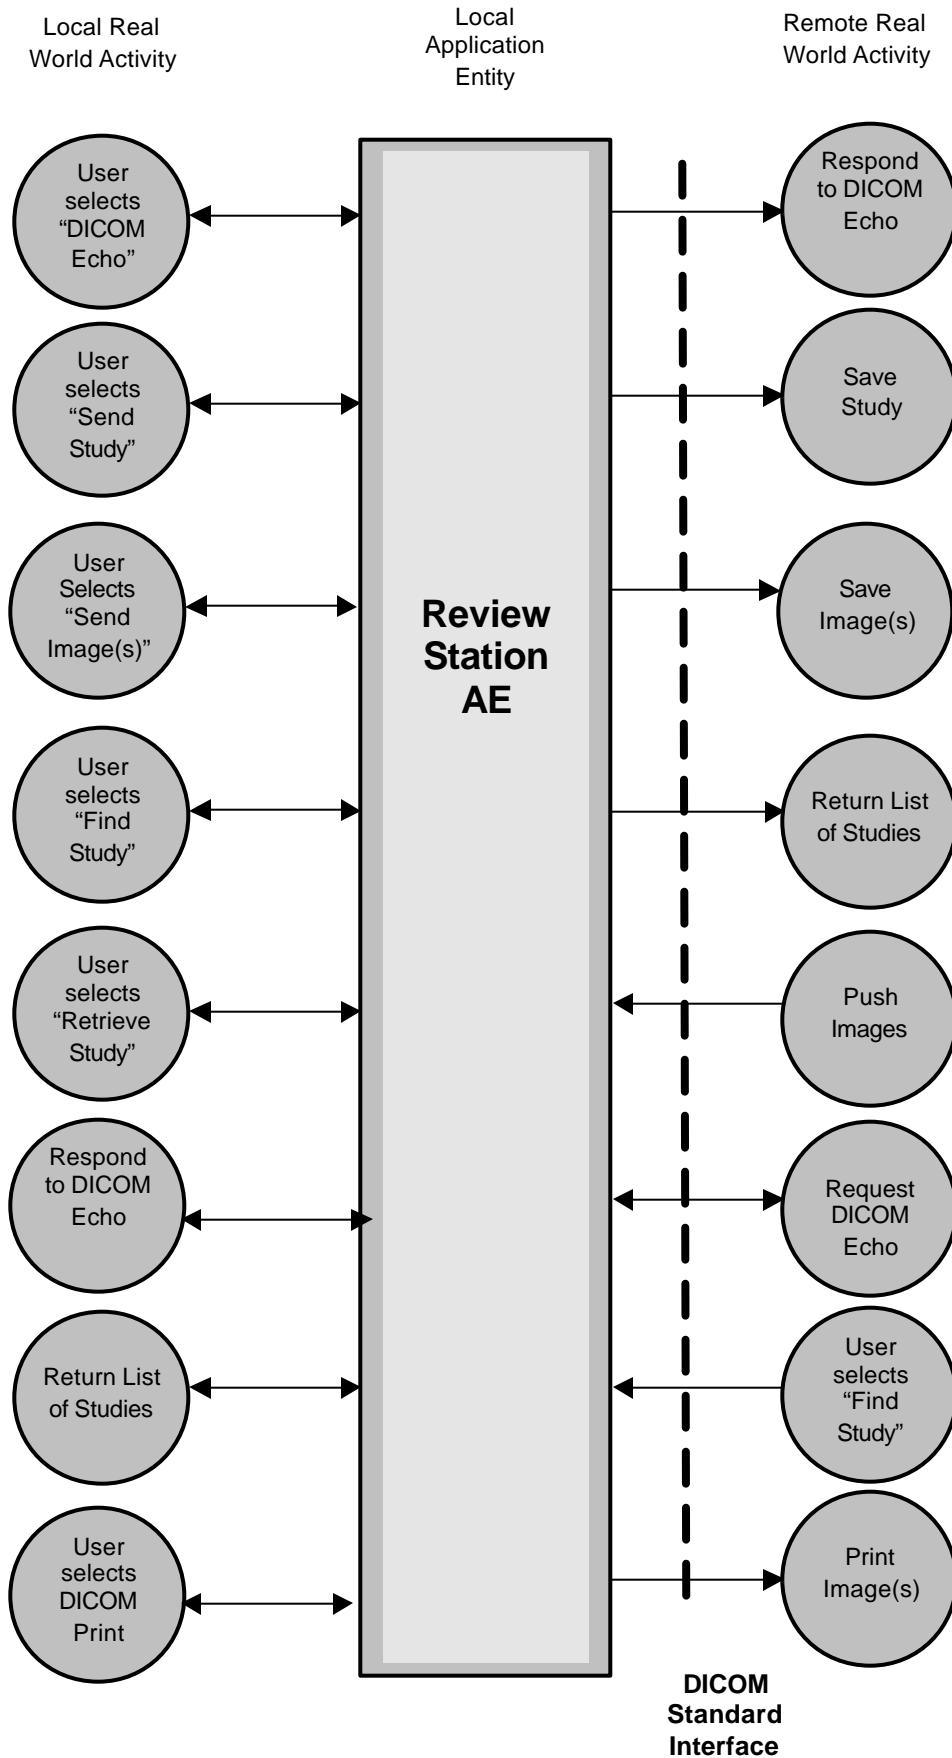 Local Real
World Activity
Local
Application
Entity
Remote Real
World Activity
User
selects
“DICOM
Echo”
Respond
to DICOM
Echo
User
selects
“Send
Study”
Save
Study
User
Selects
“Send
Image(s)”
Review
Station
AE
Save
Image(s)
User
selects
“Find
Study”
Return List
of Studies
User
selects
“Retrieve
Study”
Push
Images
Respond
to DICOM
Echo
Request
DICOM
Echo
Return List
of Studies
User
selects
“Find
Study”
User
selects
DICOM
Print
Print
Image(s)
DICOM
Standard
Interface